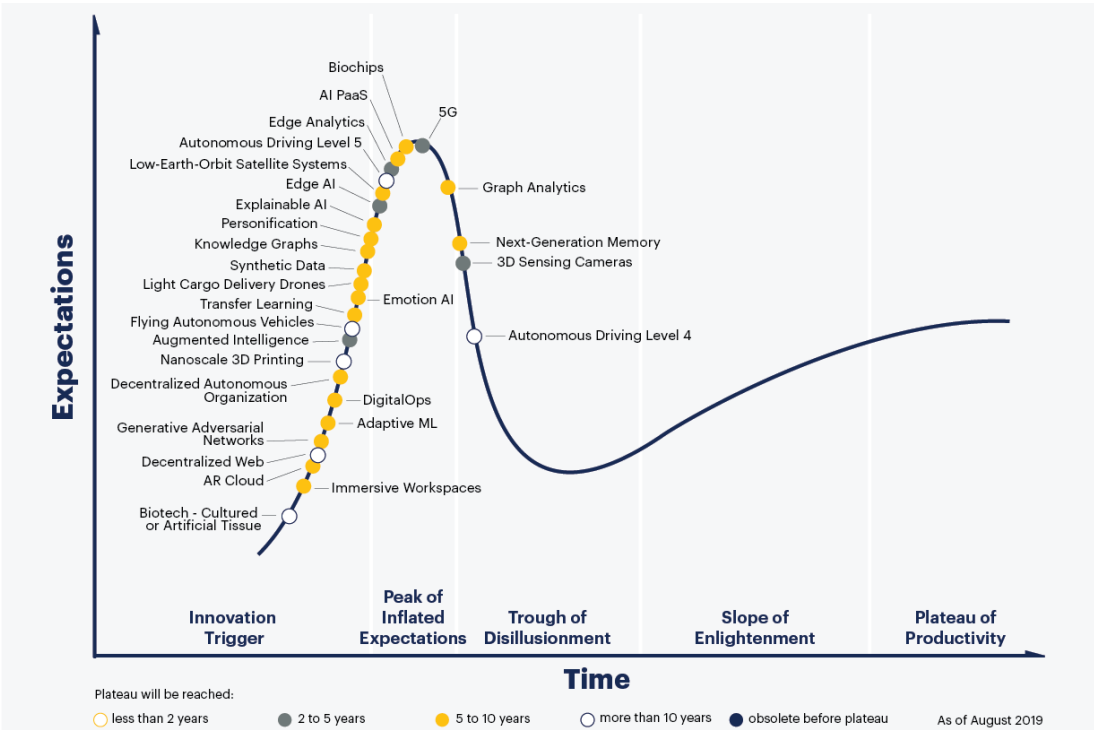 Biochips
AI PaaS
5G
Edge Analytics
Autonomous Driving Level 5
Low-Earth-Orbit Satellite Systems
Edge AI
Graph Analytics
Explainable AI
Personification
Knowledge Graphs
Next-Generation Memory
Synthetic Data
3D Sensing Cameras
Light Cargo Delivery Drones
Emotion AI
Transfer Learning
Flying Autonomous Vehicles
Augmented Intelligence
Autonomous Driving Level 4
Nanoscale 3D Printing
Decentralized Autonomous
Organization
DigitalOps
Adaptive ML
Generative Adversarial
Networks
Decentralized Web
AR Cloud
Immersive Workspaces
Biotech - Cultured
or Artificial Tissue
Expectations
Innovation
Trigger
Peak of
Inflated
Expectations
Trough of
Disillusionment
Slope of
Enlightenment
Plateau of
Productivity
Time
Plateau will be reached:
less than 2 years
2 to 5 years
5 to 10 years
more than 10 years
obsolete before plateau
As of August 2019